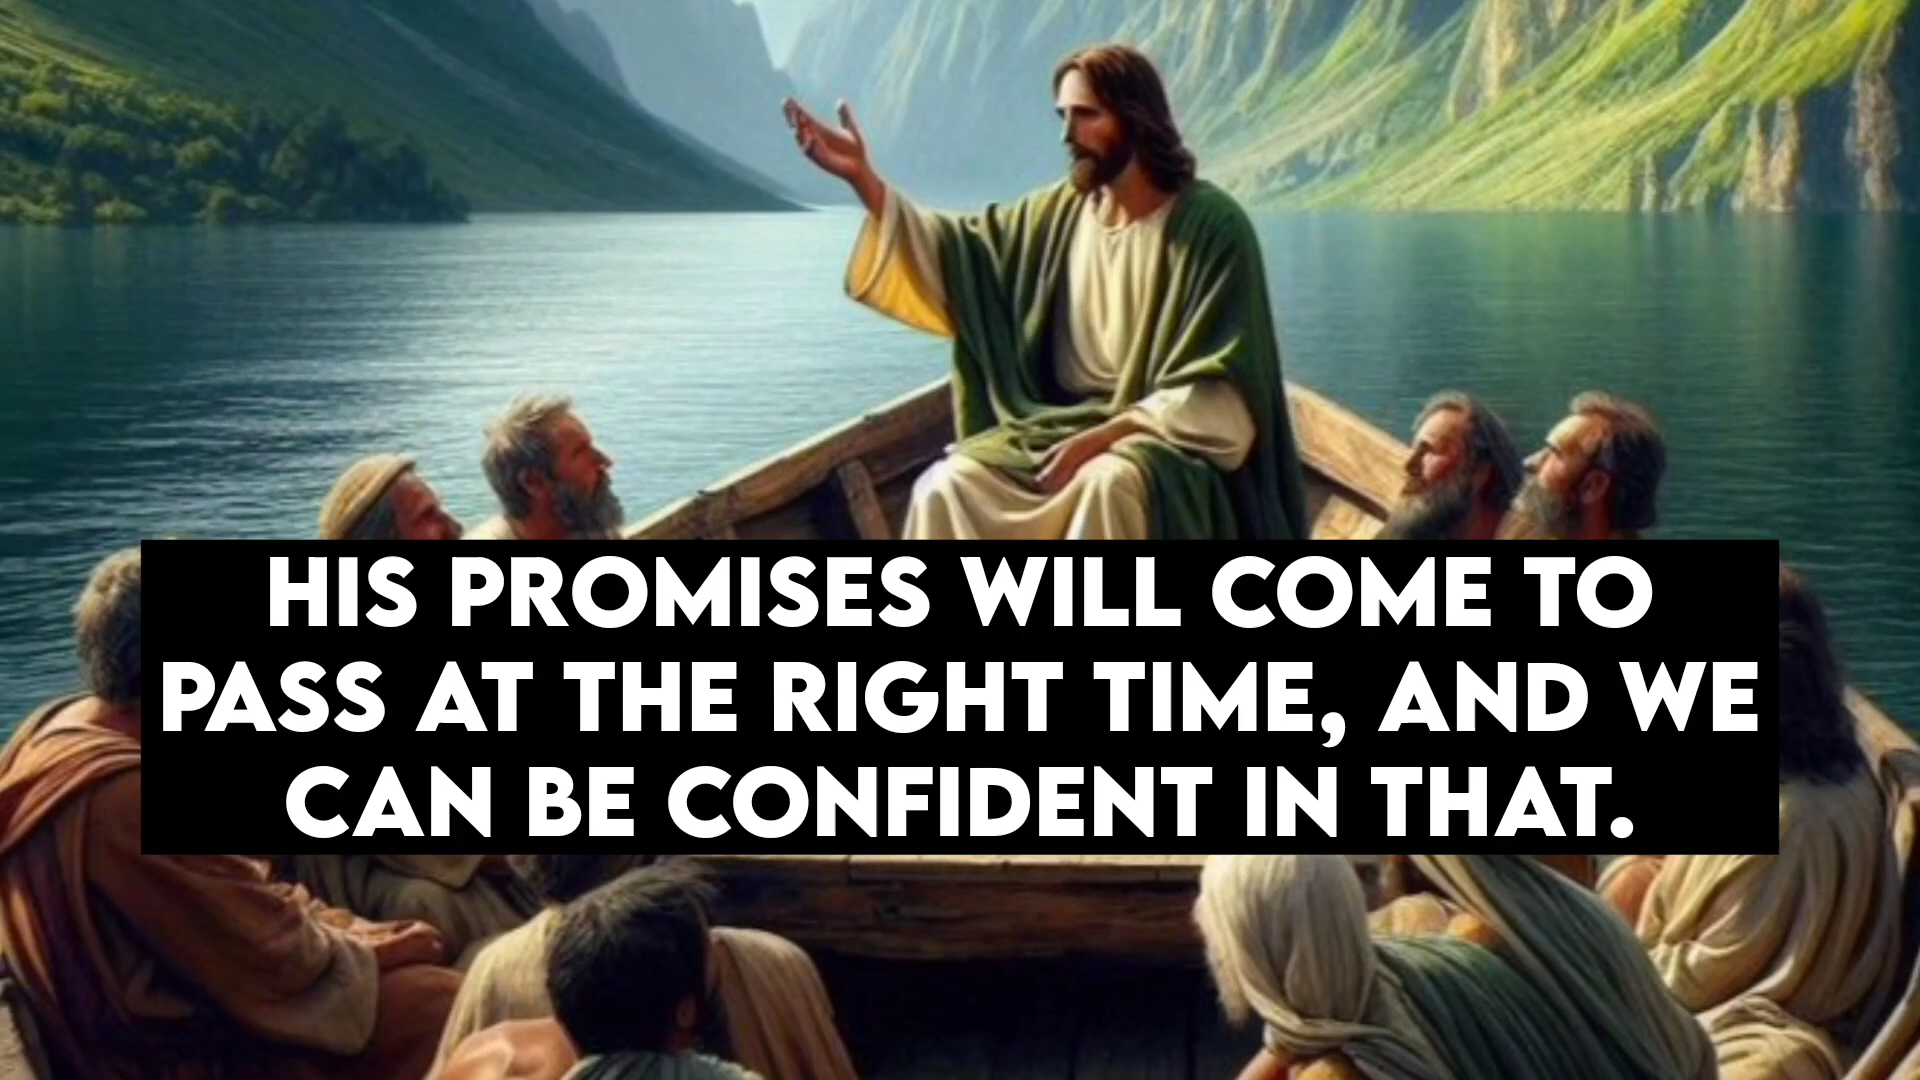 HIS PROMISES WILL COME TO
PASS AT THE RIGHT TIME, AND WE
CAN BE CONFIDENT IN THAT.